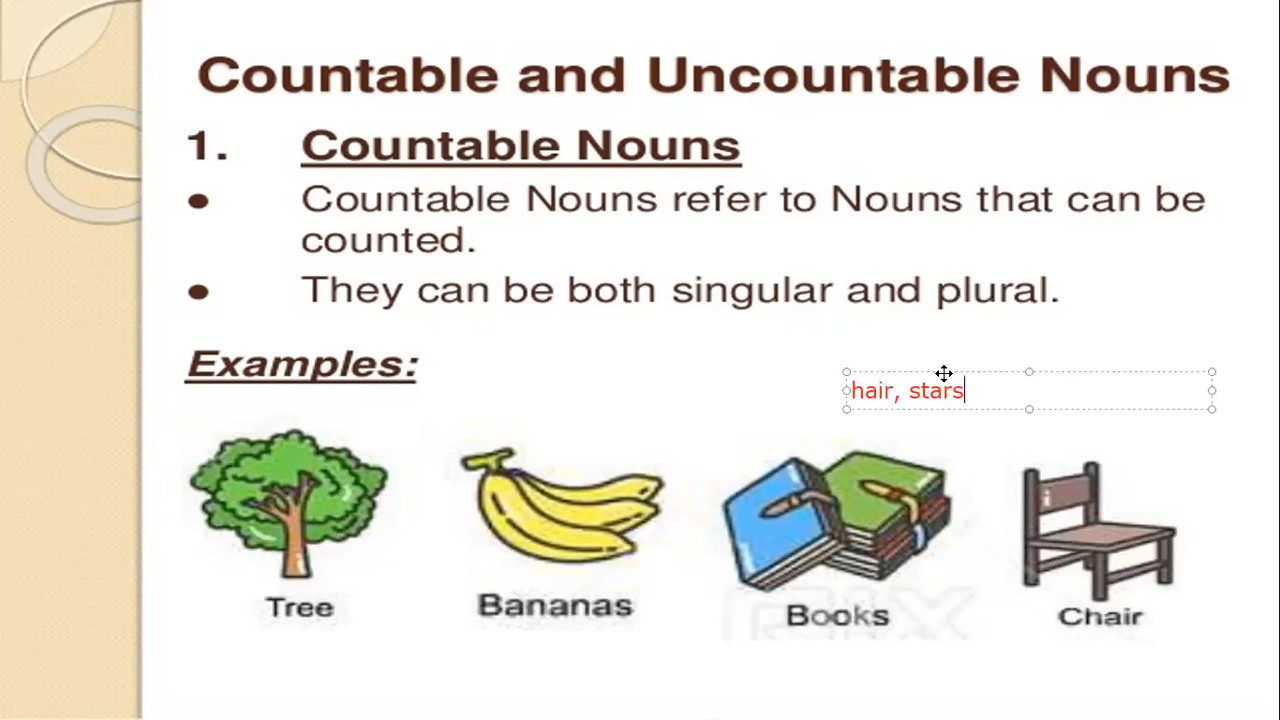 Countable and Uncountable Nouns
1. Countable Nouns
● Countable Nouns refer to Nouns that can be
counted.
● They can be both singular and plural.
Examples:
hair, stars
Tree Bananas Books Chair